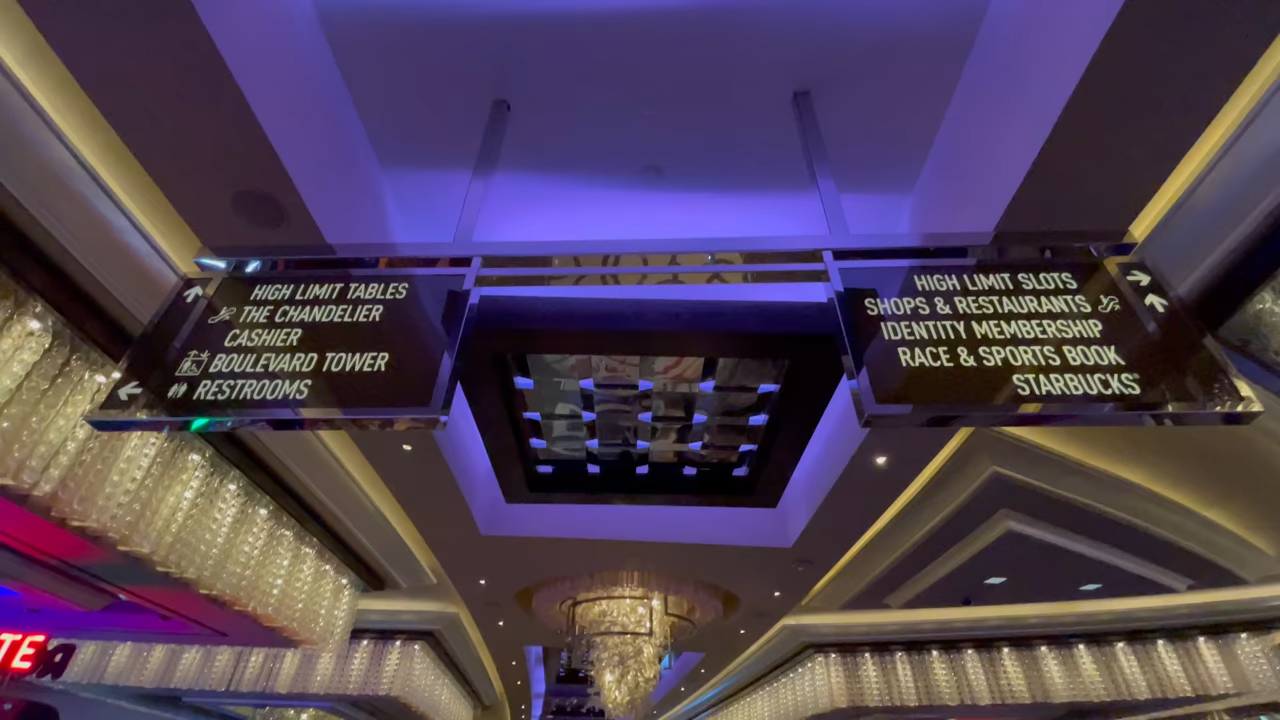 HIGH LIMIT TABLES
THE CHANDELIER
CASHIER
BOULEVARD TOWER
RESTROOMS
HIGH LIMIT SLOTS
SHOPS & RESTAURANTS
IDENTITY MEMBERSHIP
RACE & SPORTS BOOK
STARBUCKS®
TE